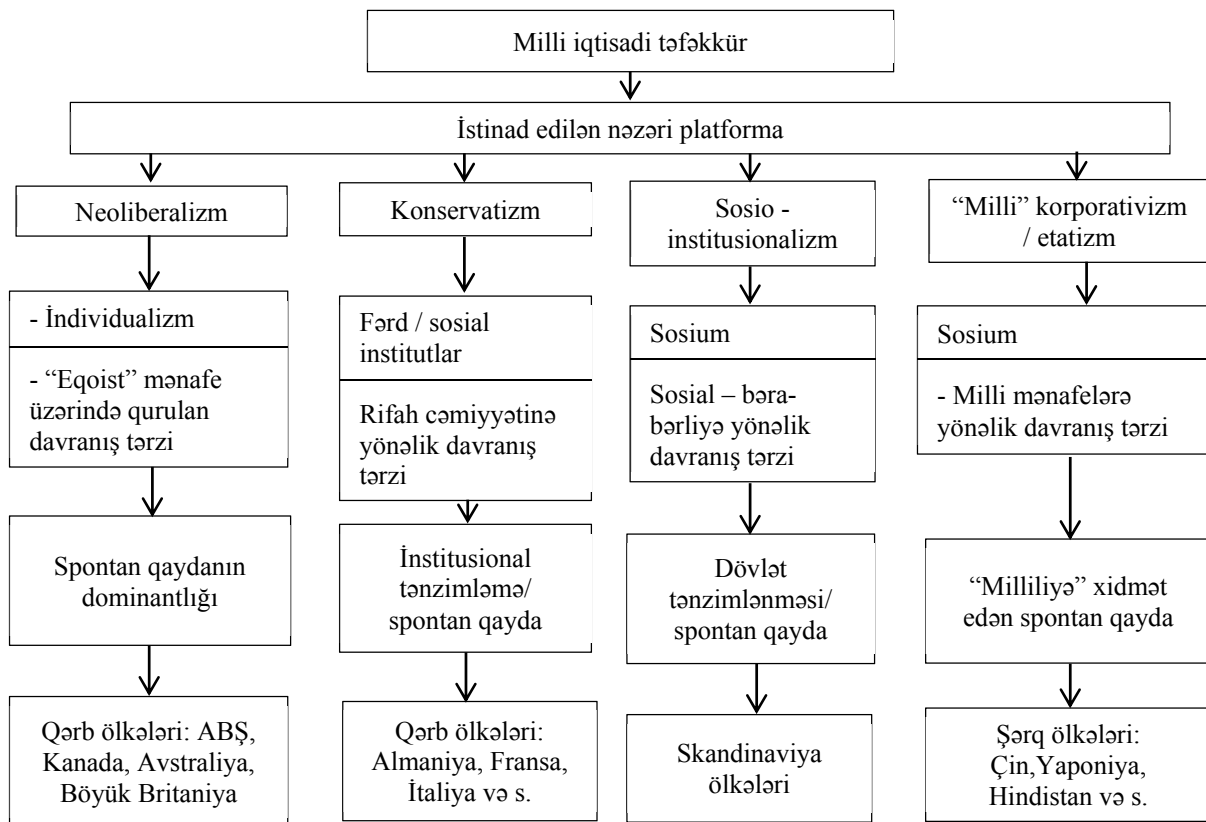 Milli iqtisadi təfəkkür
İstinad edilən nəzəri platforma
Neoliberalizm
Konservatizm
Sosio -
institusionalizm
“Milli” korporativizm
/ etatizm
- İndividualizm
- “Eqoist” mənafe
üzərində qurulan
davranış tərzi
Fərd / sosial
institutlar
Rifah cəmiyyətinə
yönəlik davranış
tərzi
Sosium
Sosial – bəra-
bərliyə yönəlik
davranış tərzi
Sosium
- Milli mənafelərə
yönəlik davranış tərzi
Spontan qaydanın
dominantlığı
İnstitusional
tənzimləmə/
spontan qayda
Dövlət
tənzimlənməsi/
spontan qayda
“Milliliyə” xidmət
edən spontan qayda
Qərb ölkələri: ABŞ,
Kanada, Avstraliya,
Böyük Britaniya
Qərb ölkələri:
Almaniya, Fransa,
İtaliya və s.
Skandinaviya
ölkələri
Şərq ölkələri:
Çin,Yaponiya,
Hindistan və s.